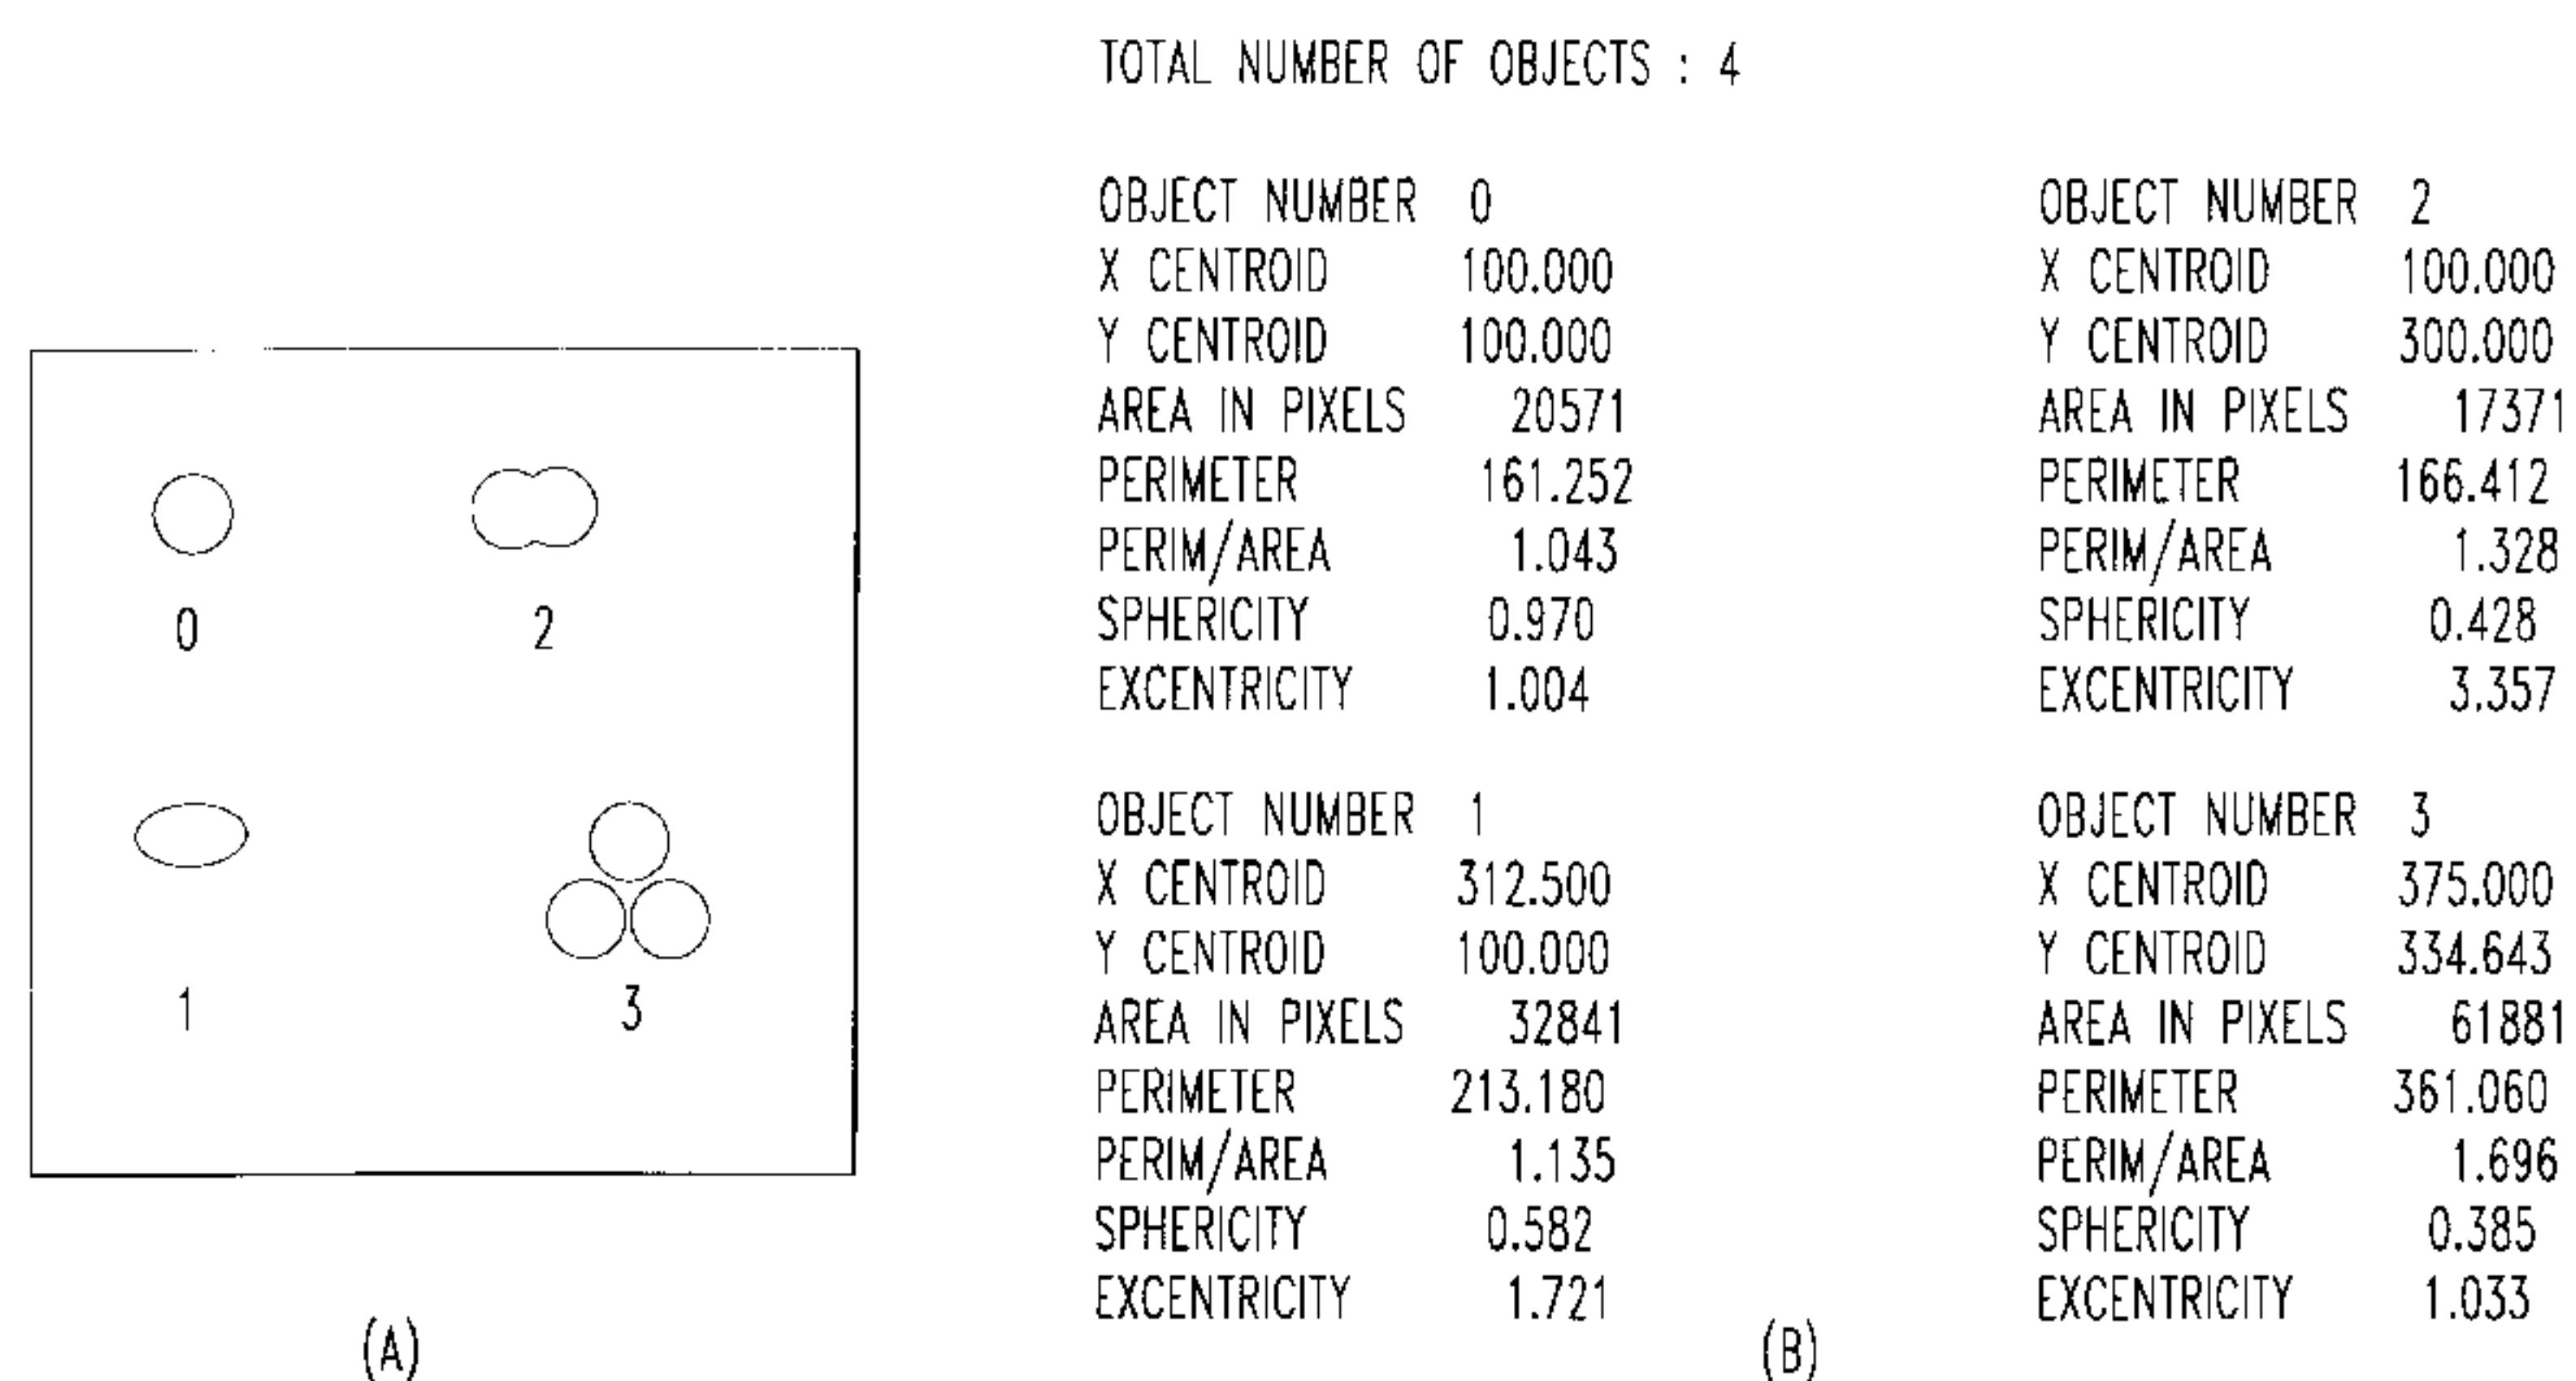 TOTAL NUMBER OF OBJECTS : 4
0
2
1
3
(A)
OBJECT NUMBER 0
X CENTROID 100.000
Y CENTROID 100.000
AREA IN PIXELS 20571
PERIMETER 161.252
PERIM/AREA 1.043
SPHERICITY 0.970
EXCENTRICITY 1.004
OBJECT NUMBER 1
X CENTROID 312.500
Y CENTROID 100.000
AREA IN PIXELS 32841
PERIMETER 213.180
PERIM/AREA 1.135
SPHERICITY 0.582
EXCENTRICITY 1.721
OBJECT NUMBER 2
X CENTROID 100.000
Y CENTROID 300.000
AREA IN PIXELS 17371
PERIMETER 166.412
PERIM/AREA 1.328
SPHERICITY 0.428
EXCENTRICITY 3.357
OBJECT NUMBER 3
X CENTROID 375.000
Y CENTROID 334.643
AREA IN PIXELS 61881
PERIMETER 361.060
PERIM/AREA 1.696
SPHERICITY 0.385
EXCENTRICITY 1.033
(B)